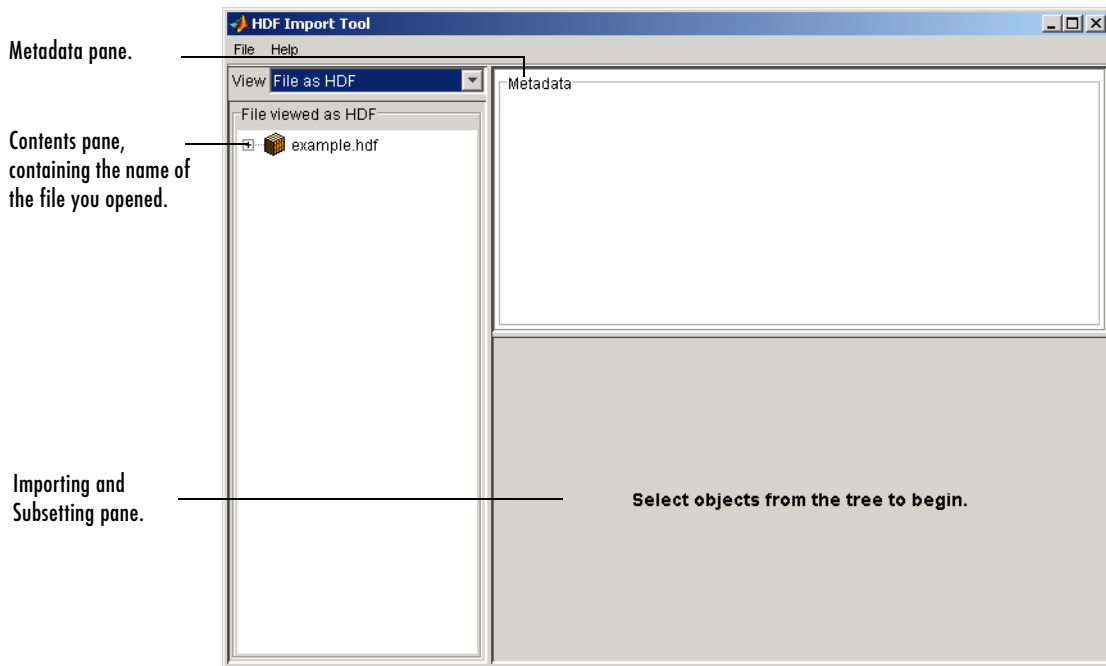 HDF Import Tool
File Help
Metadata pane.
View File as HDF
Metadata
File viewed as HDF
example.hdf
Contents pane,
containing the name of
the file you opened.
Importing and
Subsetting pane.
Select objects from the tree to begin.